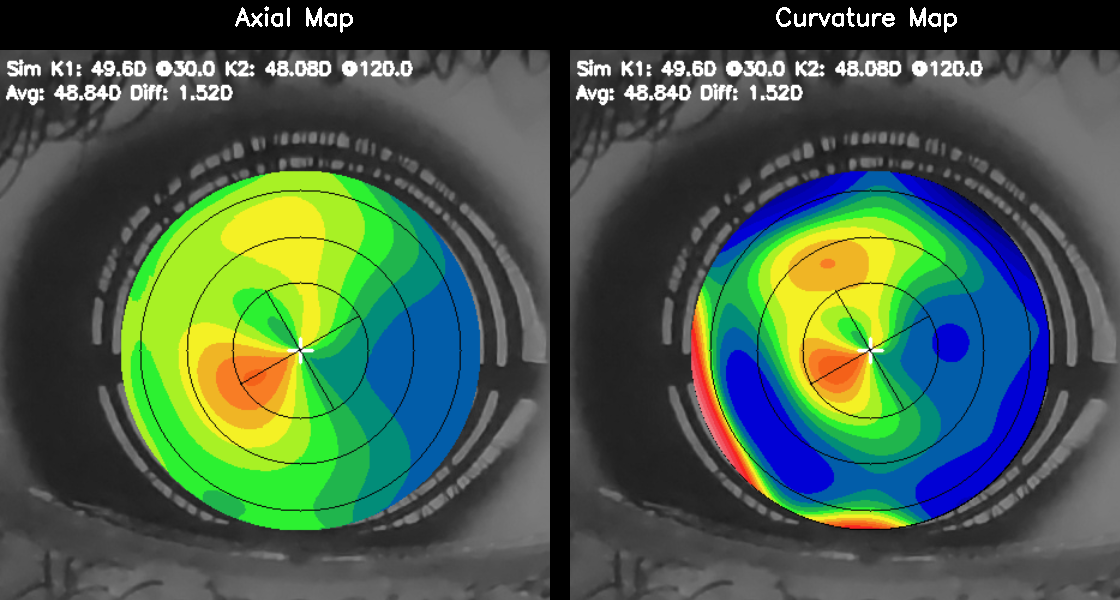 Axial Map
Curvature Map
Sim K1: 49.6D @30.0 K2: 48.08D @120.0
Avg: 48.84D Diff: 1.52D
Sim K1: 49.6D @30.0 K2: 48.08D @120.0
Avg: 48.84D Diff: 1.52D